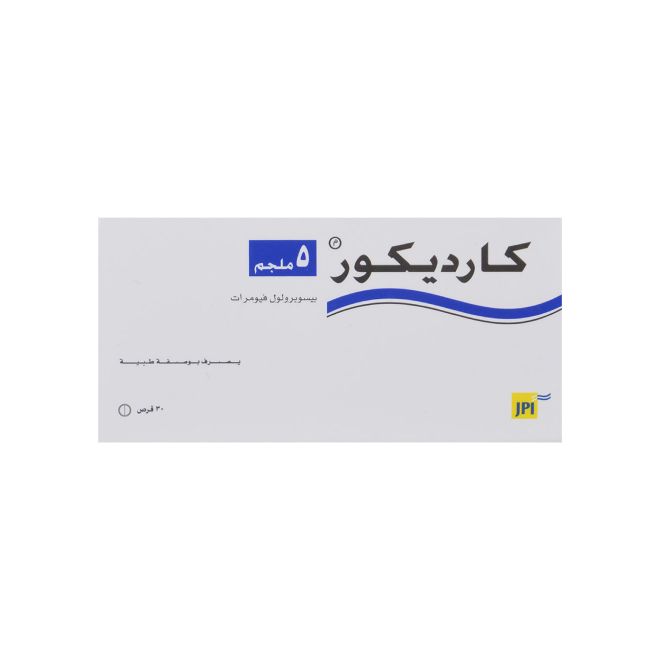 كارديكور م
٥ ملجم
بيسوبرولول فيومرات
يصرف بوصفة طبية
٣٠ قرص
JPI